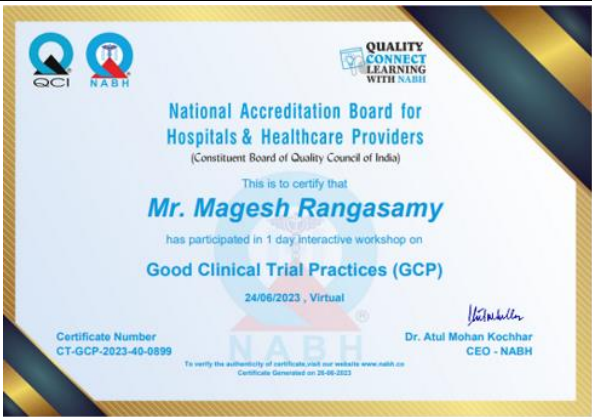 QCI
NABH
QUALITY
CONNECT
LEARNING
WITH NABH
National Accreditation Board for
Hospitals & Healthcare Providers
(Constituent Board of Quality Council of India)
This is to certify that
Mr. Magesh Rangasamy
has participated in 1 day interactive workshop on
Good Clinical Trial Practices (GCP)
24/06/2023 , Virtual
Certificate Number
CT-GCP-2023-40-0899
Dr. Atul Mohan Kochhar
CEO - NABH
NABH
To verify the authenticity of certificate,visit our website www.nabh.co
Certificate Generated on 26-06-2023